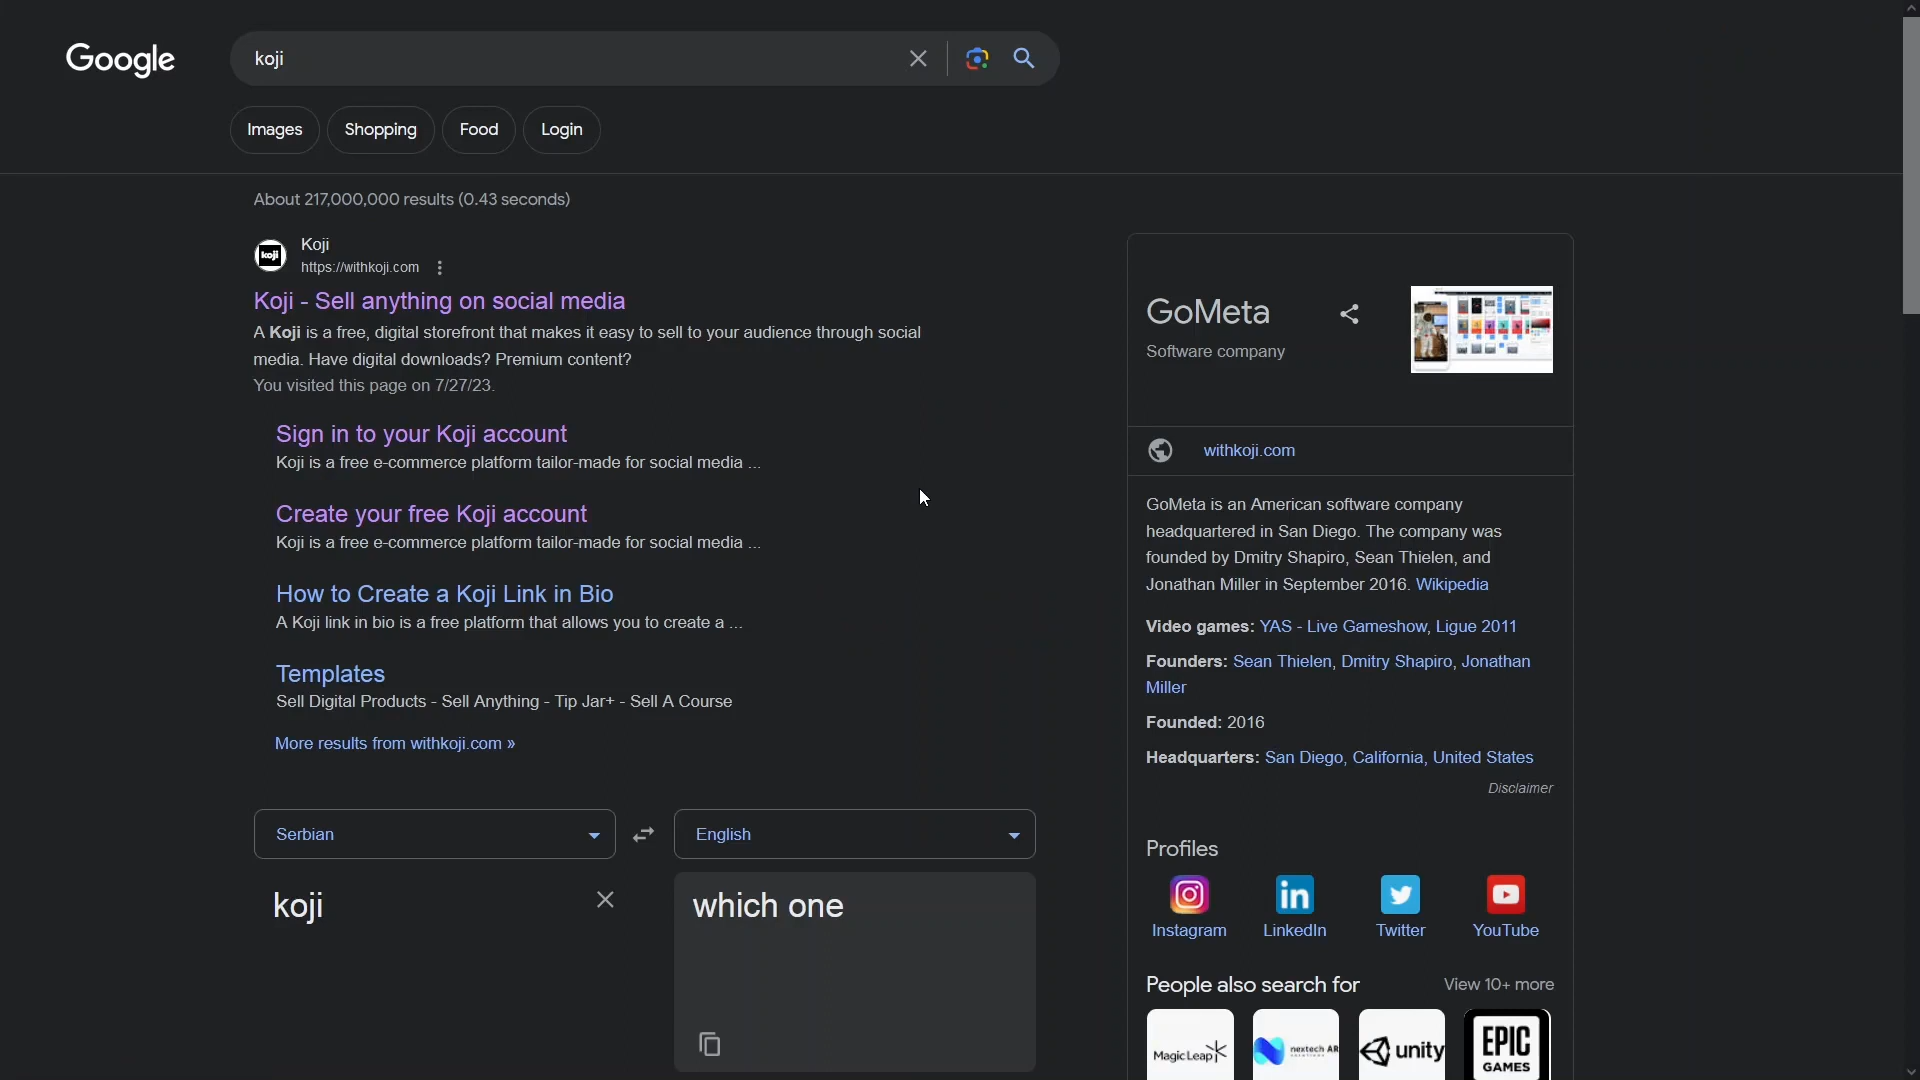 Google
koji
Images
Shopping
Food
Login
About 217,000,000 results (0.43 seconds)
koji
Koji
https://withkoji.com
Koji - Sell anything on social media
A Koji is a free, digital storefront that makes it easy to sell to your audience through social
media. Have digital downloads? Premium content?
You visited this page on 7/27/23.
Sign in to your Koji account
Koji is a free e-commerce platform tailor-made for social media ...
Create your free Koji account
Koji is a free e-commerce platform tailor-made for social media ...
How to Create a Koji Link in Bio
A Koji link in bio is a free platform that allows you to create a ...
Templates
Sell Digital Products - Sell Anything - Tip Jar+ - Sell A Course
More results from withkoji.com »
Serbian
English
koji
which one
GoMeta
Software company
withkoji.com
GoMeta is an American software company
headquartered in San Diego. The company was
founded by Dmitry Shapiro, Sean Thielen, and
Jonathan Miller in September 2016. Wikipedia
Video games: YAS - Live Gameshow, Ligue 2011
Founders: Sean Thielen, Dmitry Shapiro, Jonathan
Miller
Founded: 2016
Headquarters: San Diego, California, United States
Disclaimer
Profiles
Instagram
LinkedIn
Twitter
YouTube
People also search for
View 10+ more
Magic Leap
nextech AR
solutions
unity
EPIC
GAMES